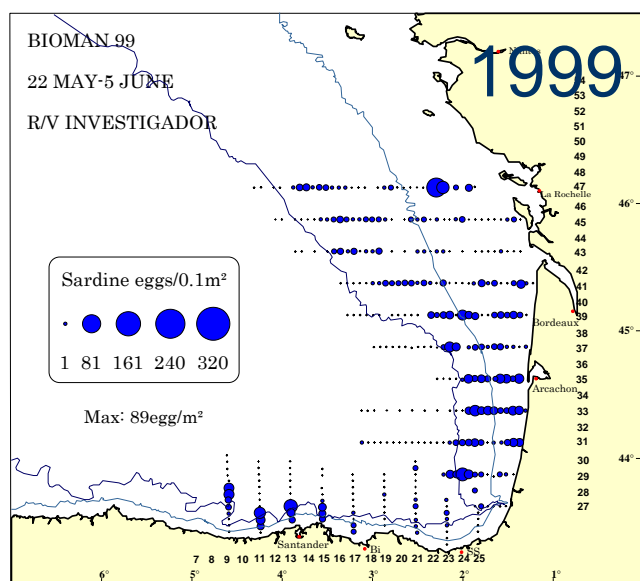 BIOMAN 99
22 MAY-5 JUNE
R/V INVESTIGADOR
1999
Nantes
47°
54
53
52
51
50
49
48
47
La Rochelle
46°
46
45
44
43
42
41
40
39
Bordeaux
45°
38
37
36
35
Arcachon
34
33
32
31
44°
30
29
28
27
Sardine eggs/0.1m²
1 81 161 240 320
Max: 89egg/m²
Santander
Bi
SS
7 8 9 10 11 12 13 14 15 16 17 18 19 20 21 22 23 24 25
6° 5° 4° 3° 2° 1°